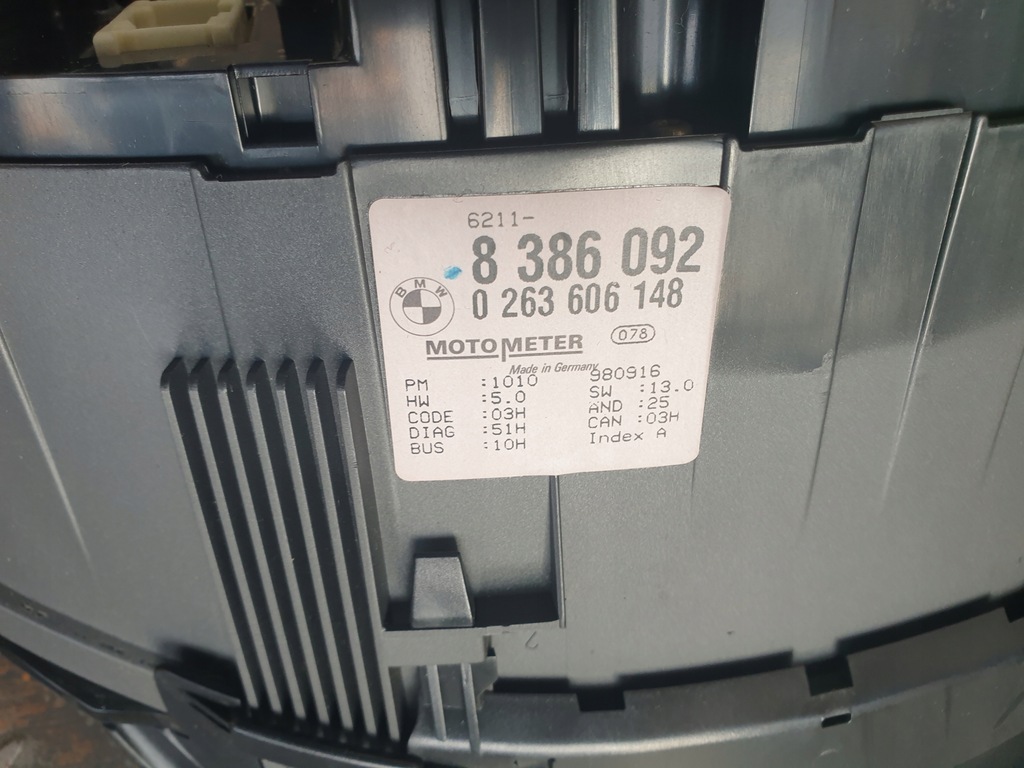 6211-
8 386 092
BMW
0 263 606 148
MOTOMETER
078
Made in Germany
980916
PM :1010
SW :13.0
HW :5.0
AND :25
CODE :03H
CAN :03H
DIAG :51H
Index A
BUS :10H